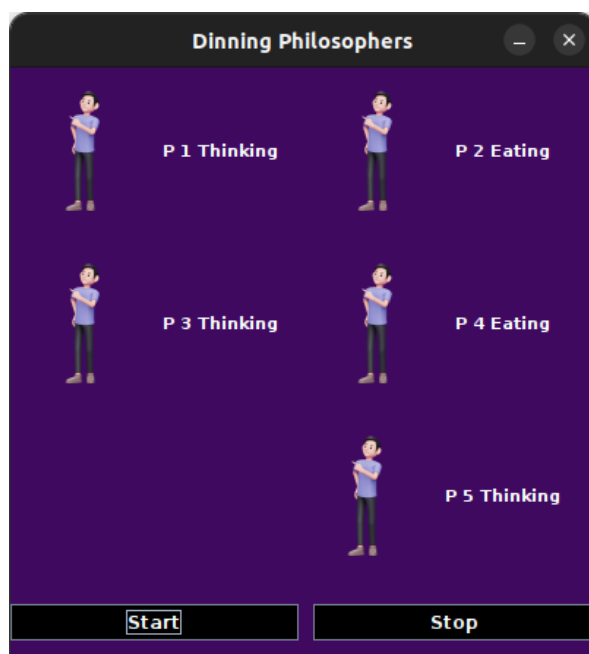 Dinning Philosophers
P 1 Thinking
P 2 Eating
P 3 Thinking
P 4 Eating
P 5 Thinking
Start
Stop